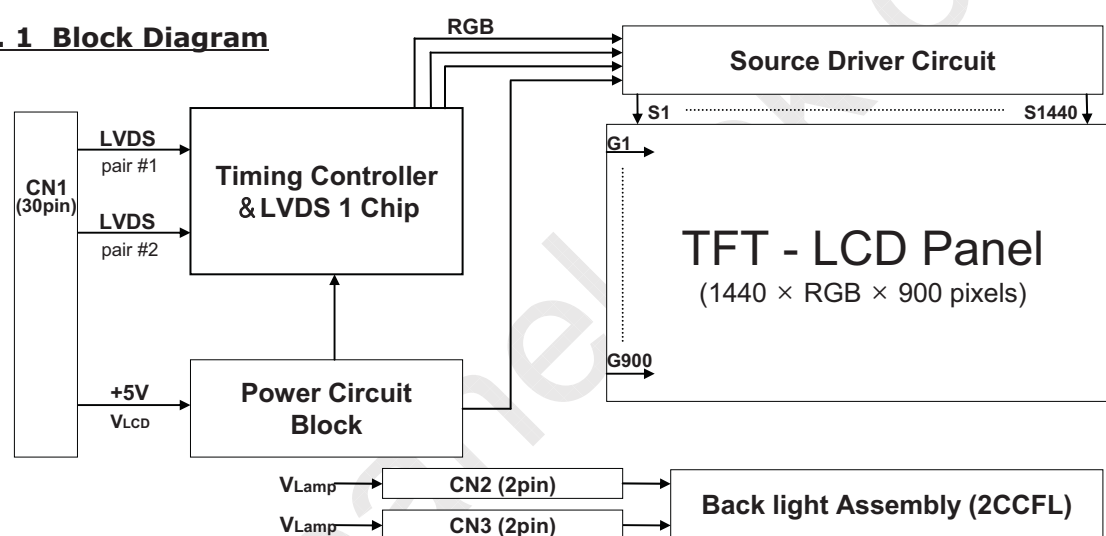 . 1 Block Diagram
RGB
Source Driver Circuit
S1
S1440
CN1
(30pin)
LVDS
pair #1
LVDS
pair #2
Timing Controller
&LVDS 1 Chip
G1
G900
TFT - LCD Panel
(1440 × RGB × 900 pixels)
+5V
VLCD
Power Circuit
Block
VLamp
CN2 (2pin)
VLamp
CN3 (2pin)
Back light Assembly (2CCFL)